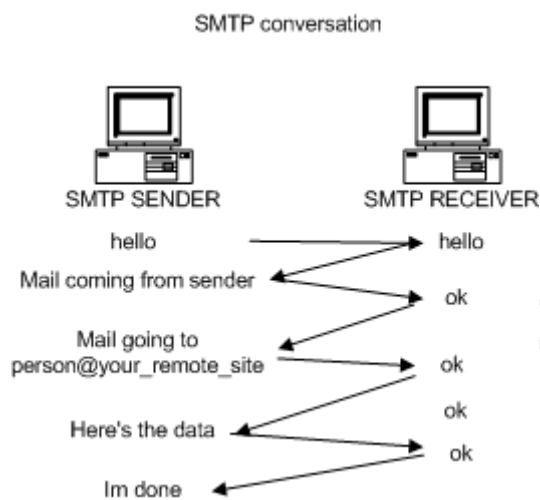 SMTP conversation
SMTP SENDER
SMTP RECEIVER
hello
hello
Mail coming from sender
ok
Mail going to
person@your_remote_site
ok
ok
Here's the data
ok
Im done